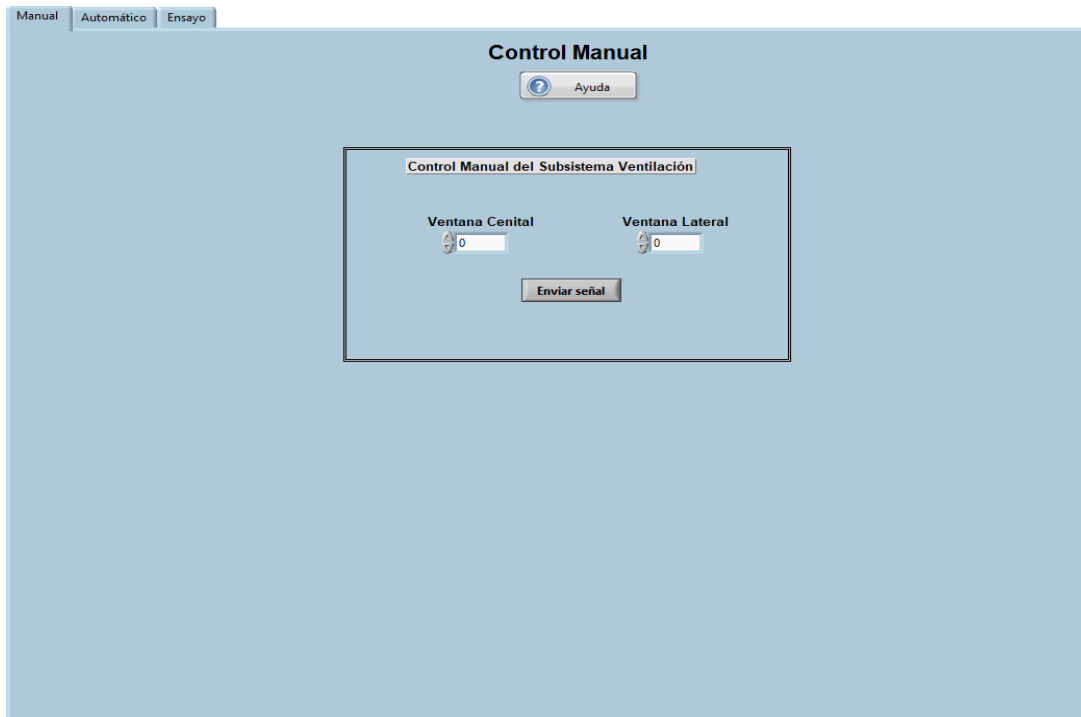 Manual Automático Ensayo
Control Manual
Ayuda
Control Manual del Subsistema Ventilación
Ventana Cenital Ventana Lateral
0 0
Enviar señal